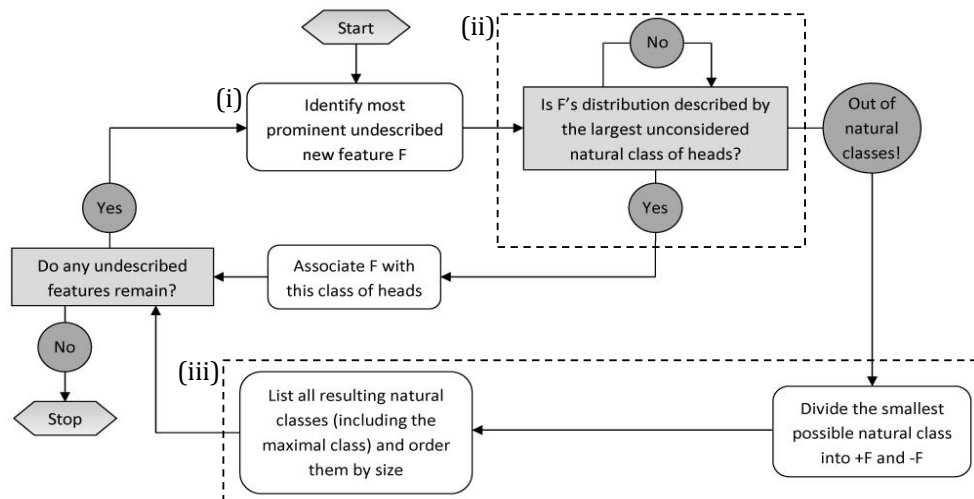 Start
(i)
Identify most
prominent undescribed
new feature F
(ii)
No
Is F's distribution described by
the largest unconsidered
natural class of heads?
Out of
natural
classes!
Yes
Yes
Do any undescribed
features remain?
Associate F with
this class of heads
No
Stop
(iii)
List all resulting natural
classes (including the
maximal class) and order
them by size
Divide the smallest
possible natural class
into +F and -F